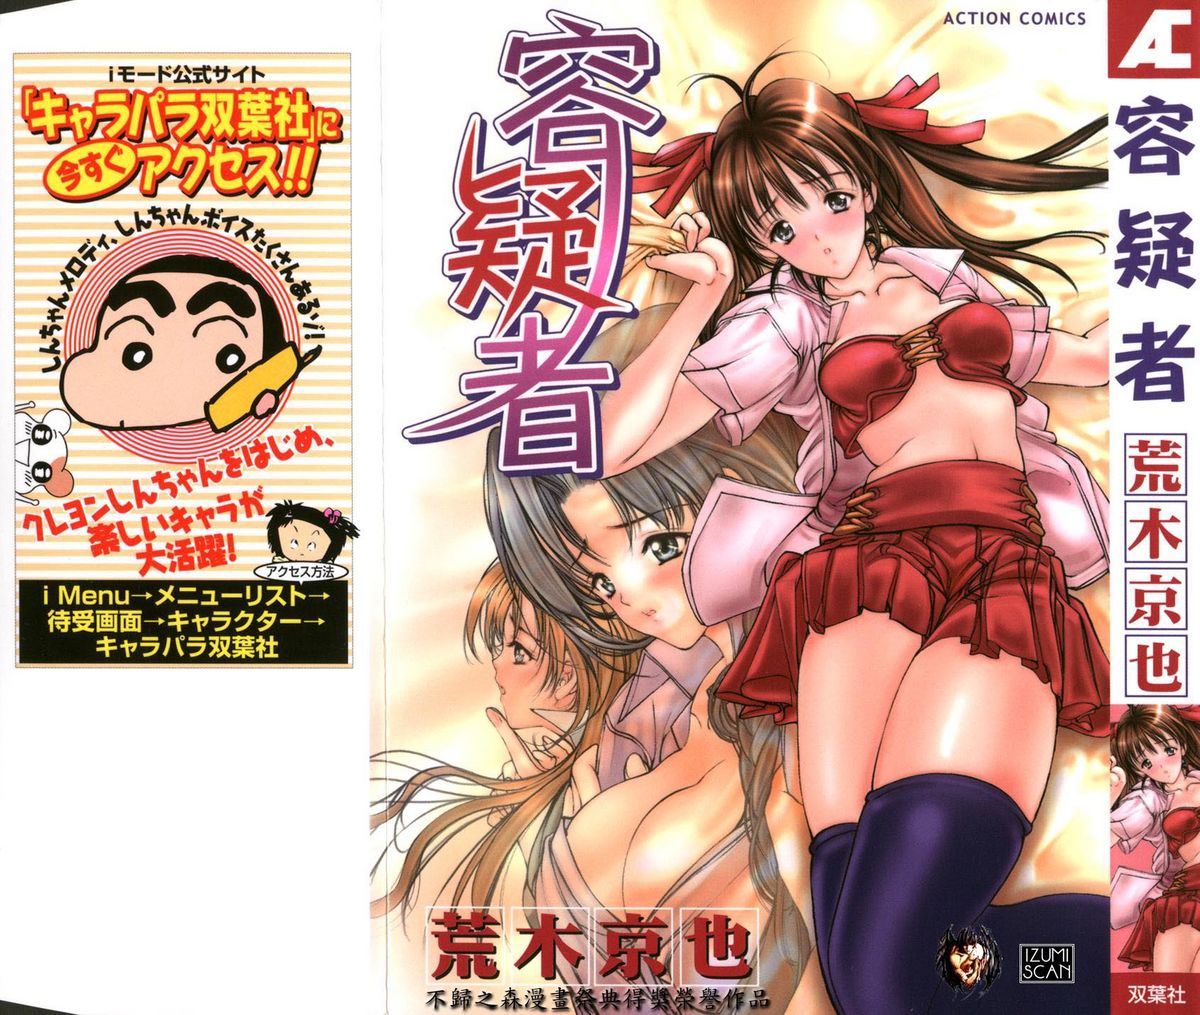 iモード公式サイト
「キャラパラ双葉社」に
今すぐアクセス!!
しんちゃんメロディ、しんちゃんボイスたくさんあるゾ!
クレヨンしんちゃんをはじめ、
楽しいキャラが
大活躍!
アクセス方法
i Menu→メニューリスト→
待受画面→キャラクター→
キャラパラ双葉社
ACTION COMICS
容疑者
荒木京也
不歸之森漫畫祭典得獎榮譽作品
IZUMI
SCAN
AC
容疑者
荒木京也
双葉社